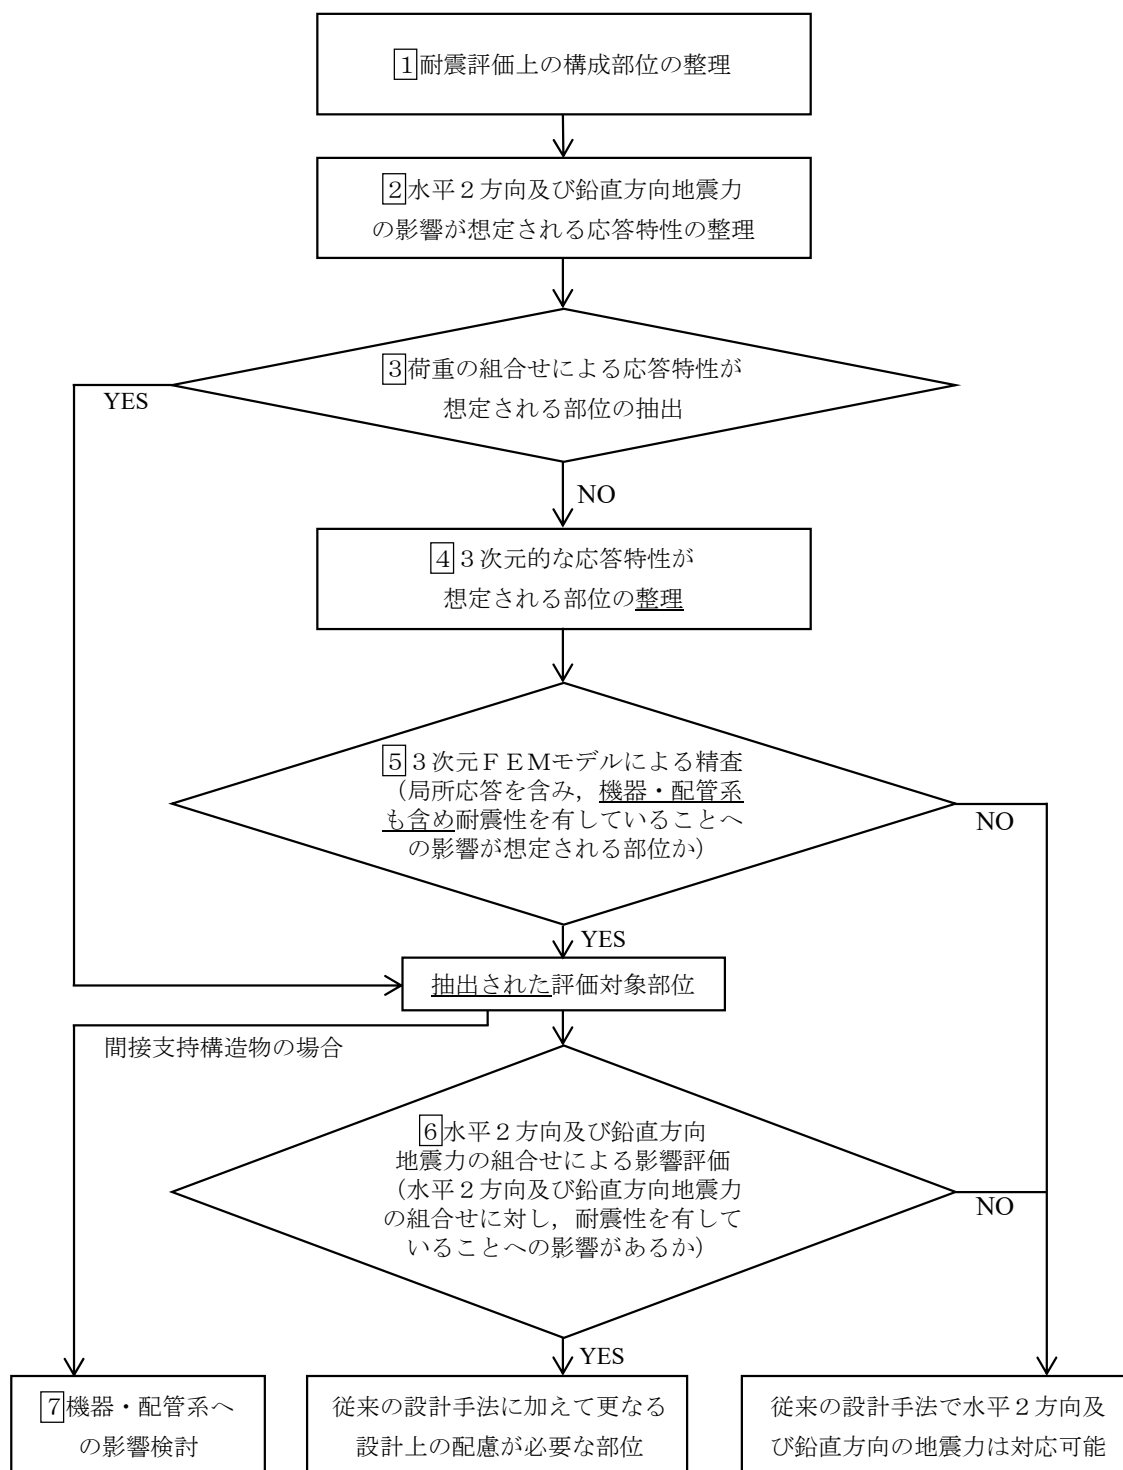 1耐震評価上の構成部位の整理
2水平２方向及び鉛直方向地震力
の影響が想定される応答特性の整理
3荷重の組合せによる応答特性が
想定される部位の抽出
YES
NO
4３次元的な応答特性が
想定される部位の整理
5３次元ＦＥＭモデルによる精査
（局所応答を含み，機器・配管系
も含め耐震性を有していることへ
の影響が想定される部位か）
NO
YES
抽出された評価対象部位
間接支持構造物の場合
6水平２方向及び鉛直方向
地震力の組合せによる影響評価
（水平２方向及び鉛直方向地震力
の組合せに対し，耐震性を有して
いることへの影響があるか）
NO
YES
7機器・配管系へ
の影響検討
従来の設計手法に加えて更なる
設計上の配慮が必要な部位
従来の設計手法で水平２方向及
び鉛直方向の地震力は対応可能